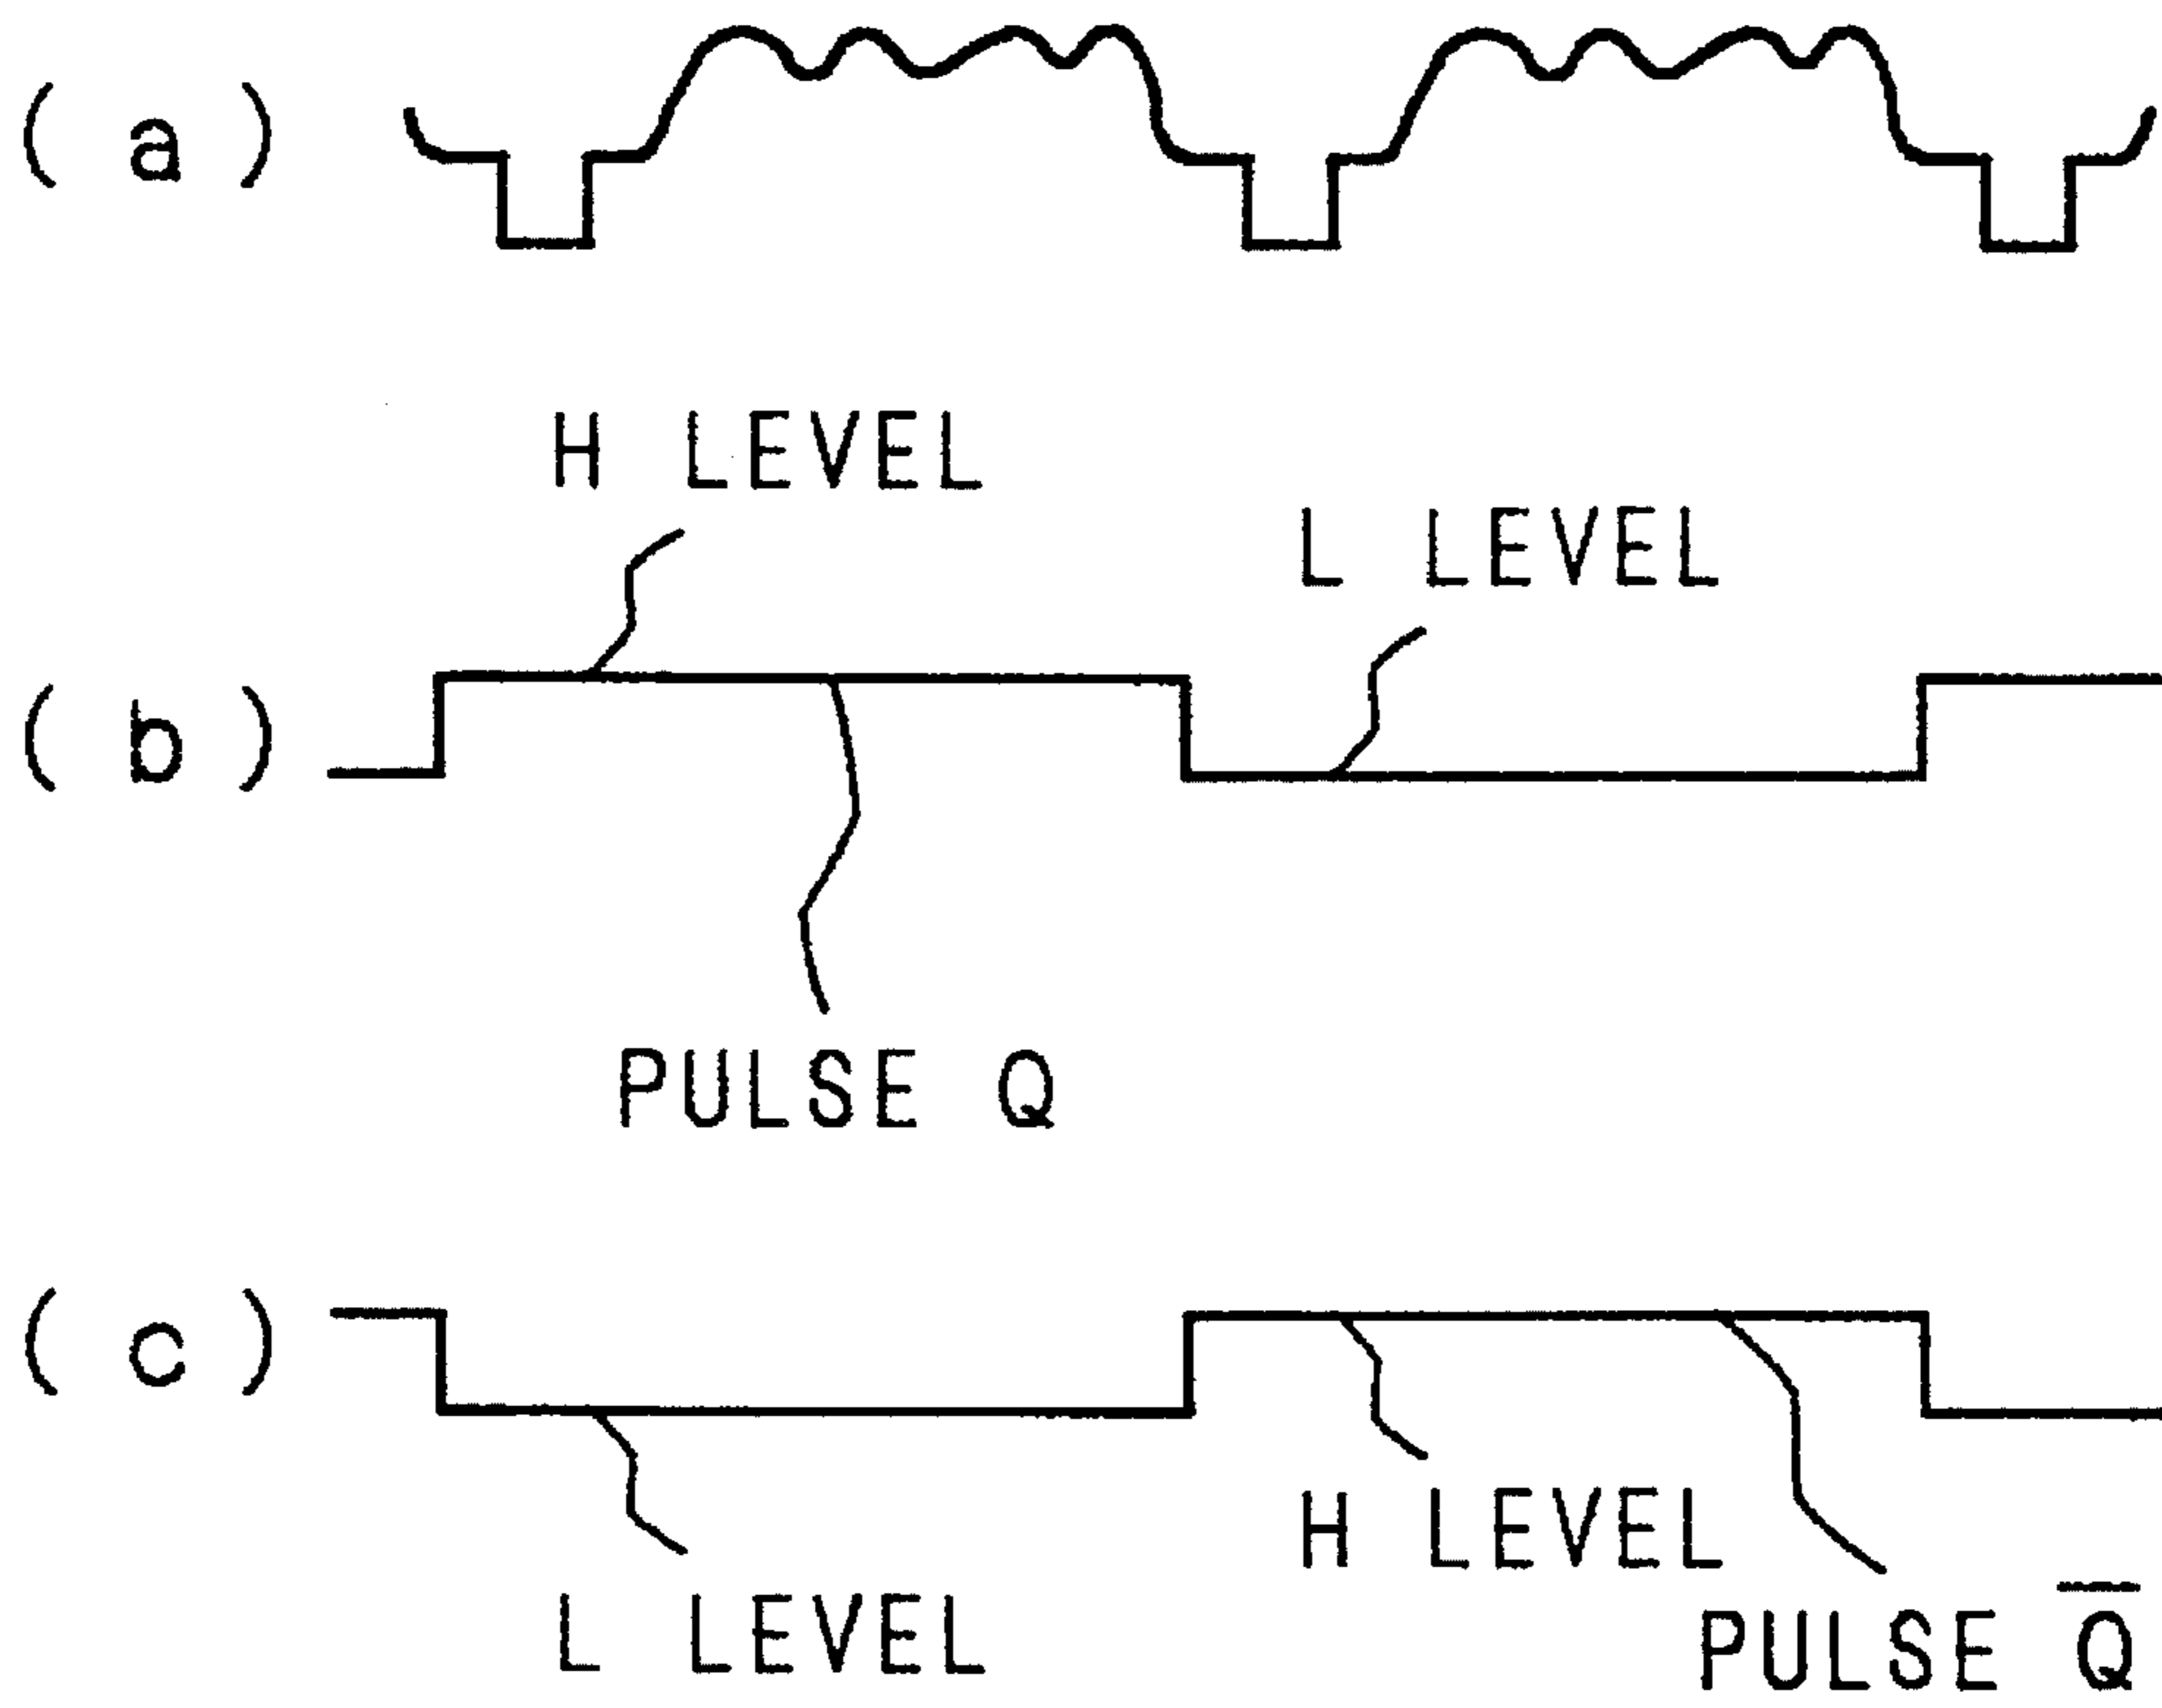 (a)
H LEVEL
L LEVEL
(b)
PULSE Q
(c)
H LEVEL
L LEVEL
PULSE Q̅